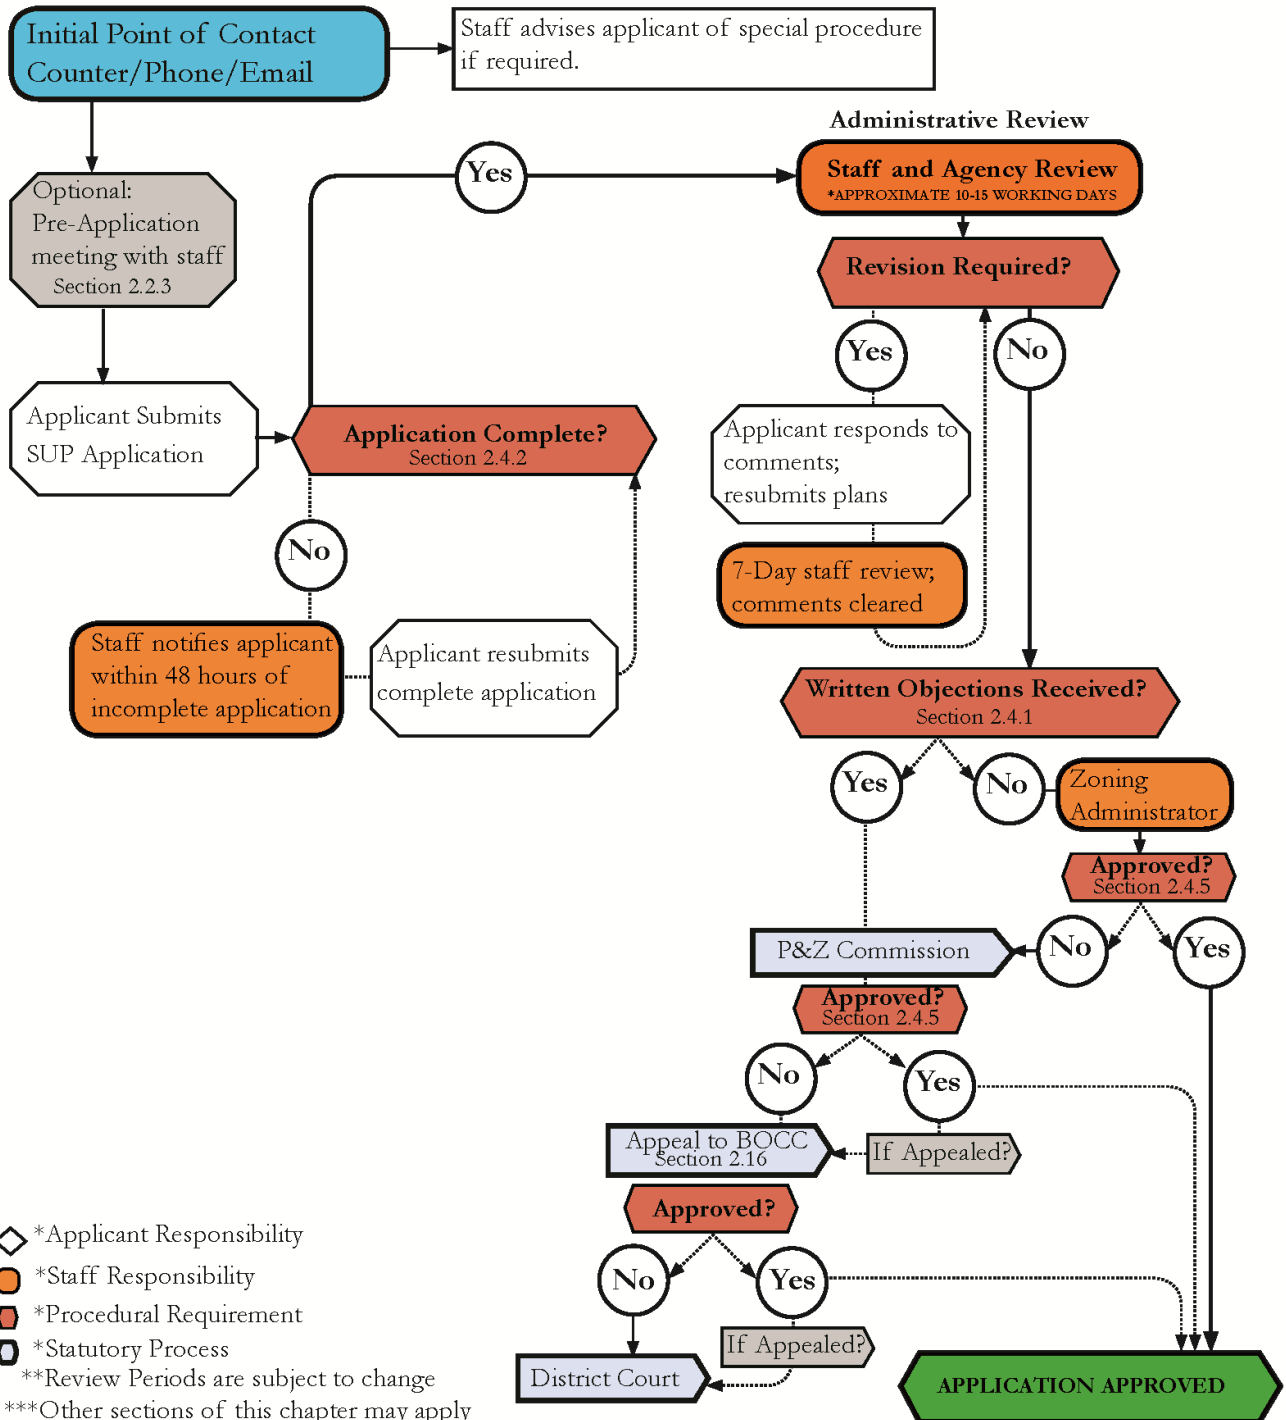 Initial Point of Contact
Counter/Phone/Email
Staff advises applicant of special procedure
if required.
Administrative Review
Yes
Staff and Agency Review
*APPROXIMATE 10-15 WORKING DAYS
Optional:
Pre-Application
meeting with staff
Section 2.2.3
Revision Required?
Yes
No
Applicant Submits
SUP Application
Application Complete?
Section 2.4.2
Applicant responds to
comments;
resubmits plans
No
7-Day staff review;
comments cleared
Staff notifies applicant
within 48 hours of
incomplete application
Applicant resubmits
complete application
Written Objections Received?
Section 2.4.1
Yes
No
Zoning
Administrator
Approved?
Section 2.4.5
P&Z Commission
No
Yes
Approved?
Section 2.4.5
No
Yes
Appeal to BOCC
Section 2.16
If Appealed?
Approved?
No
Yes
If Appealed?
District Court
APPLICATION APPROVED
*Applicant Responsibility
*Staff Responsibility
*Procedural Requirement
*Statutory Process
**Review Periods are subject to change
***Other sections of this chapter may apply